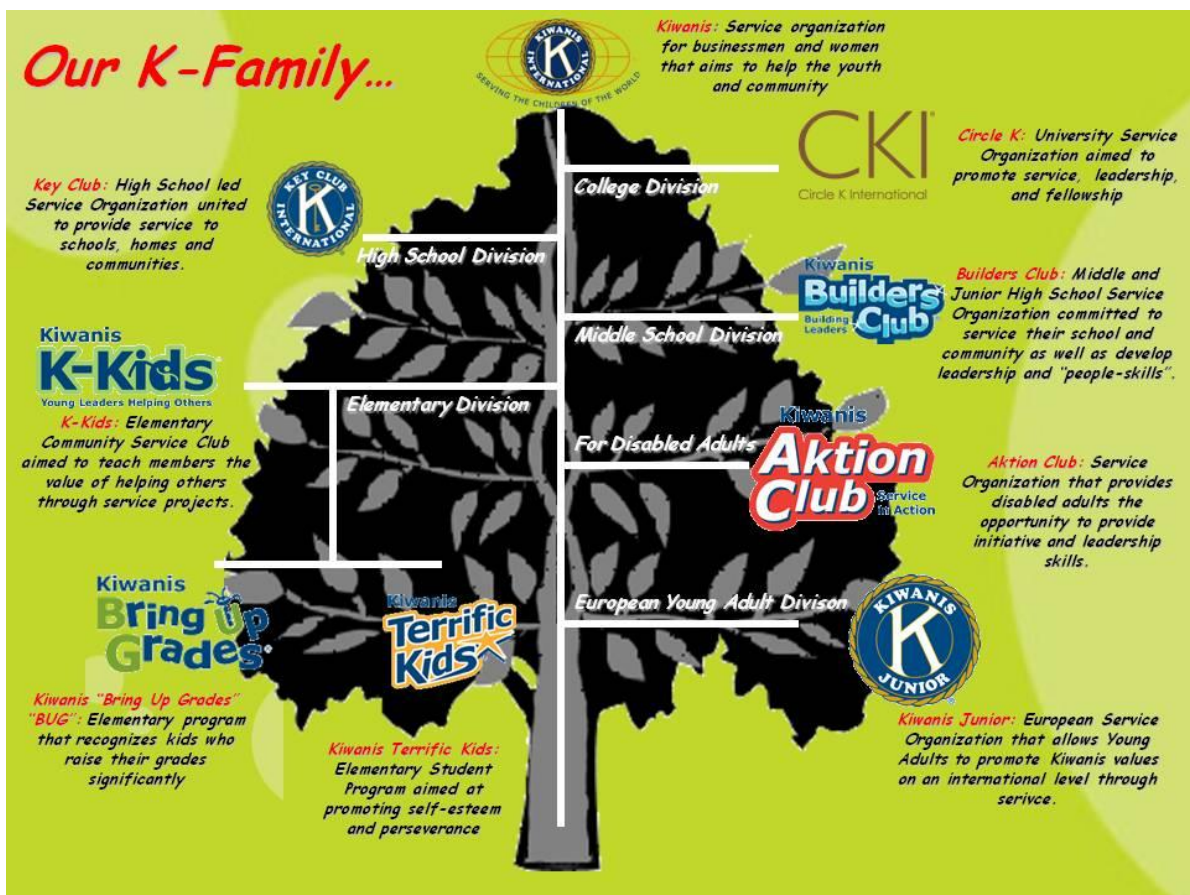 Our K-Family...
KIWANIS
INTERNATIONAL
K
SERVING THE CHILDREN OF THE WORLD
Kiwanis: Service organization
for businessmen and women
that aims to help the youth
and community
CKI®
Circle K International
Circle K: University Service
Organization aimed to
promote service, leadership,
and fellowship
College Division
Key Club: High School led
Service Organization united
to provide service to
schools, homes and
communities.
KEY CLUB
INTERNATIONAL
High School Division
Kiwanis
Builders
Club
Building
Leaders
Builders Club: Middle and
Junior High School Service
Organization committed to
service their school and
community as well as develop
leadership and "people-skills".
Middle School Division
Kiwanis
K-Kids
Young Leaders Helping Others
K-Kids: Elementary
Community Service Club
aimed to teach members the
value of helping others
through service projects.
Elementary Division
For Disabled Adults
Kiwanis
Aktion
Club
Service
in Action
Aktion Club: Service
Organization that provides
disabled adults the
opportunity to provide
initiative and leadership
skills.
Kiwanis
Bring Up
Grades®
Kiwanis "Bring Up Grades"
"BUG": Elementary program
that recognizes kids who
raise their grades
significantly
Kiwanis
Terrific
Kids
Kiwanis Terrific Kids:
Elementary Student
Program aimed at
promoting self-esteem
and perseverance
European Young Adult Divison
KIWANIS
K
JUNIOR
Kiwanis Junior: European Service
Organization that allows Young
Adults to promote Kiwanis values
on an international level through
serivce.